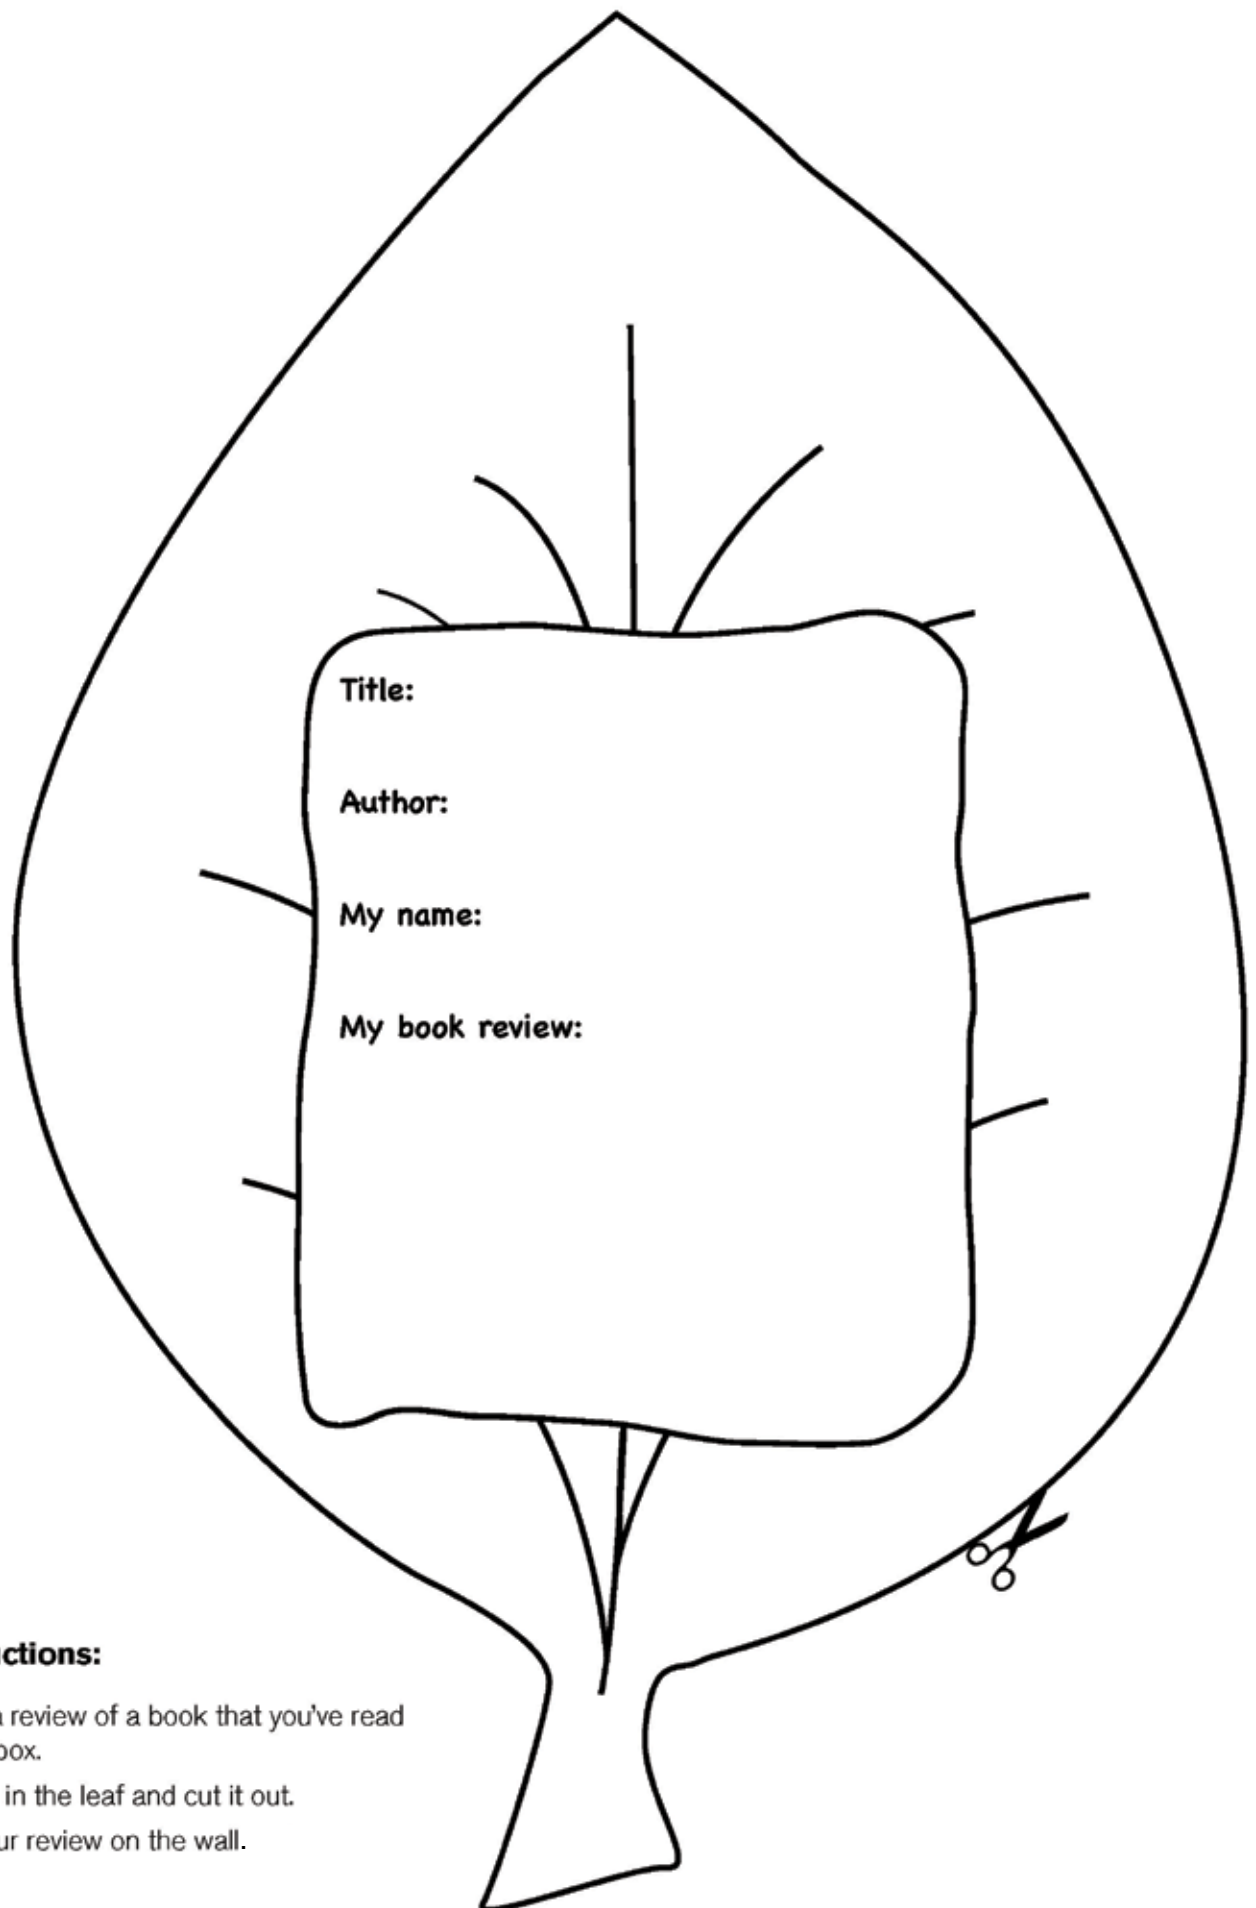 Title:
Author:
My name:
My book review:
ctions:
review of a book that you've read
box.
in the leaf and cut it out.
ur review on the wall.